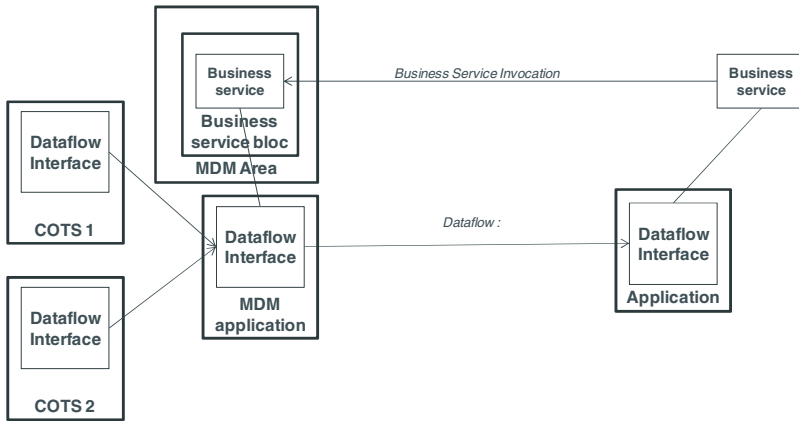 Business
service
Business Service Invocation
Business
service
Business
service bloc
MDM Area
Dataflow
Interface
COTS 1
Dataflow
Interface
MDM
application
Dataflow :
Dataflow
Interface
Application
Dataflow
Interface
COTS 2